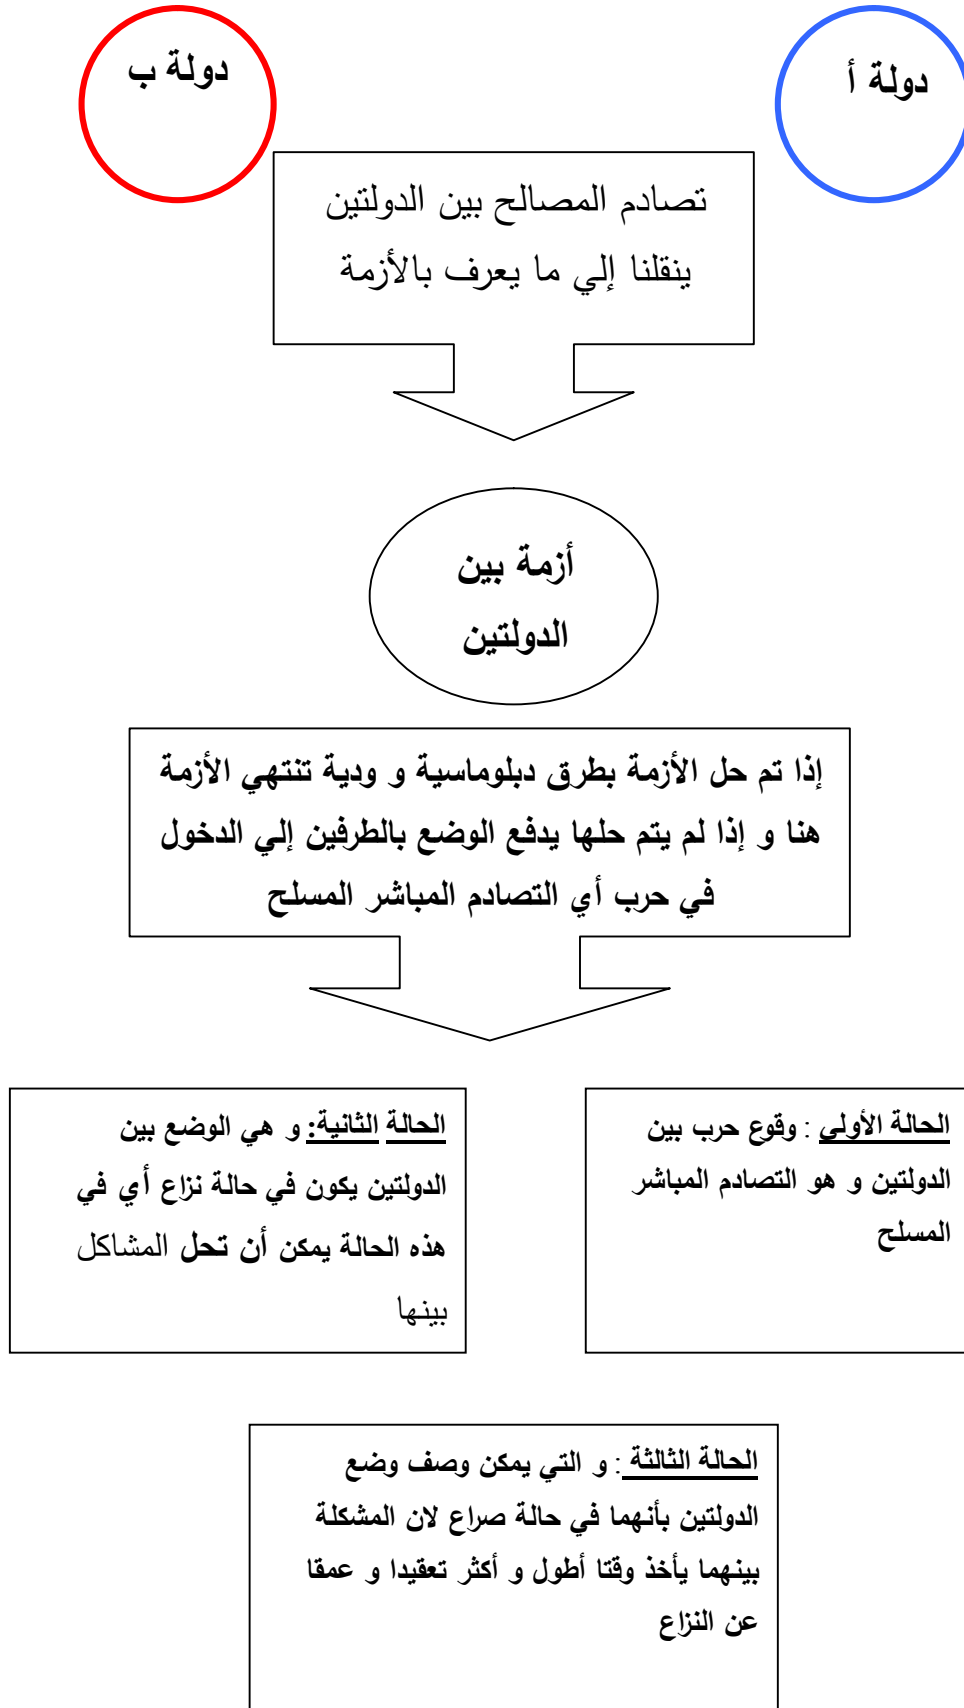 دولة أ
دولة ب
تصادم المصالح بين الدولتين
ينقلنا إلي ما يعرف بالأزمة
أزمة بين
الدولتين
إذا تم حل الأزمة بطرق دبلوماسية و ودية تنتهي الأزمة
هنا و إذا لم يتم حلها يدفع الوضع بالطرفين إلي الدخول
في حرب أي التصادم المباشر المسلح
الحالة الأولي : وقوع حرب بين
الدولتين و هو التصادم المباشر
المسلح
الحالة الثانية: و هي الوضع بين
الدولتين يكون في حالة نزاع أي في
هذه الحالة يمكن أن تحل المشاكل
بينها
الحالة الثالثة : و التي يمكن وصف وضع
الدولتين بأنهما في حالة صراع لان المشكلة
بينهما يأخذ وقتا أطول و أكثر تعقيدا و عمقا
عن النزاع